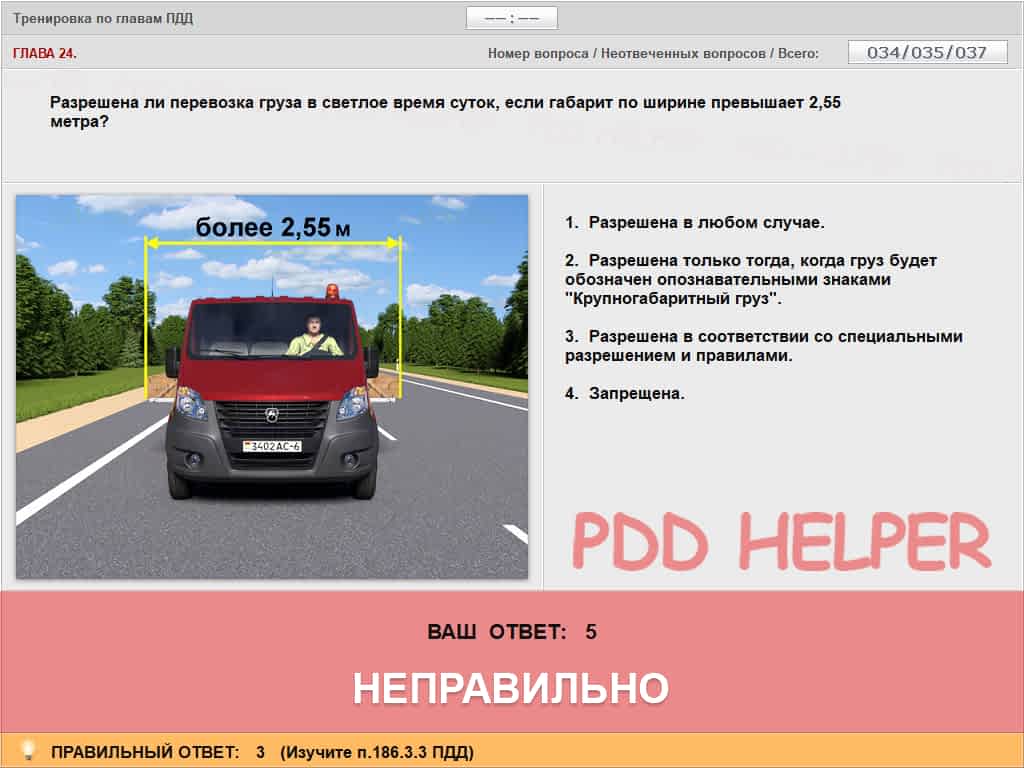 Тренировка по главам ПДД
—— : ——
ГЛАВА 24.
Номер вопроса / Неотвеченных вопросов / Всего:
034/035/037
Разрешена ли перевозка груза в светлое время суток, если габарит по ширине превышает 2,55
метра?
более 2,55 м
3402AC-6
1. Разрешена в любом случае.
2. Разрешена только тогда, когда груз будет
обозначен опознавательными знаками
"Крупногабаритный груз".
3. Разрешена в соответствии со специальными
разрешением и правилами.
4. Запрещена.
PDD HELPER
ВАШ ОТВЕТ: 5
НЕПРАВИЛЬНО
ПРАВИЛЬНЫЙ ОТВЕТ: 3 (Изучите п.186.3.3 ПДД)